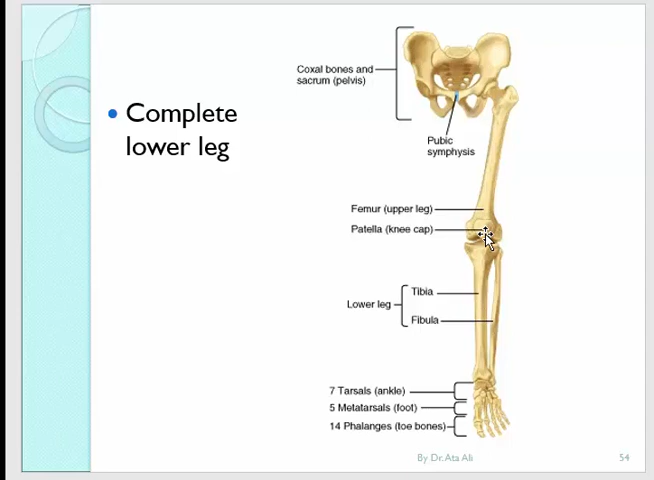 Complete
lower leg
Coxal bones and
sacrum (pelvis)
Pubic
symphysis
Femur (upper leg)
Patella (knee cap)
Tibia
Lower leg
Fibula
7 Tarsals (ankle)
5 Metatarsals (foot)
14 Phalanges (toe bones)
By Dr. Ata Ali
54